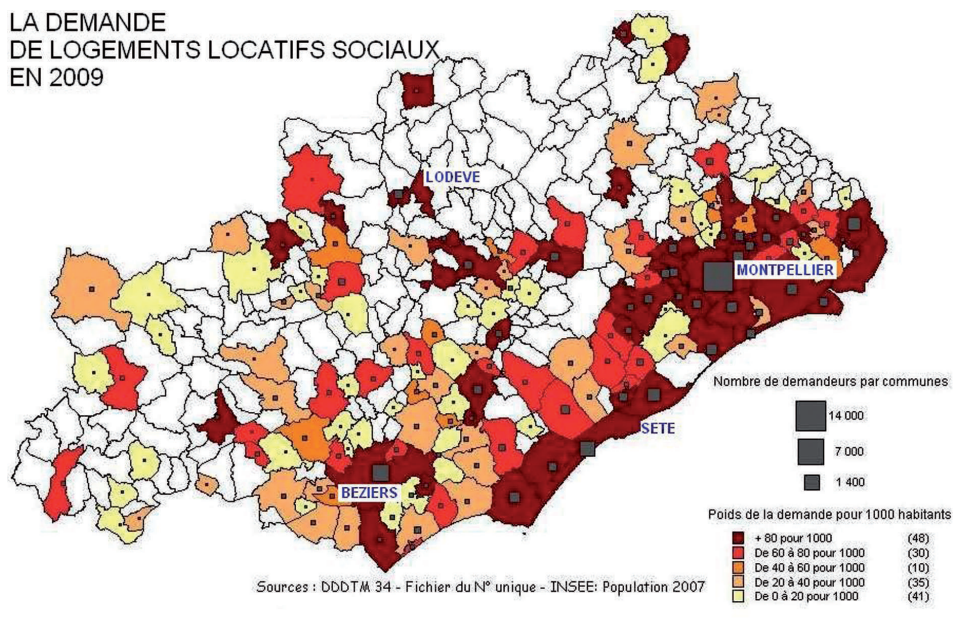 LA DEMANDE
DE LOGEMENTS LOCATIFS SOCIAUX
EN 2009
LODEVE
MONTPELLIER
SETE
BEZIERS
Nombre de demandeurs par communes
14 000
7 000
1 400
Poids de la demande pour 1000 habitants
+ 80 pour 1000 (48)
De 60 à 80 pour 1000 (30)
De 40 à 60 pour 1000 (10)
De 20 à 40 pour 1000 (35)
De 0 à 20 pour 1000 (41)
Sources : DDDTM 34 - Fichier du N° unique - INSEE: Population 2007